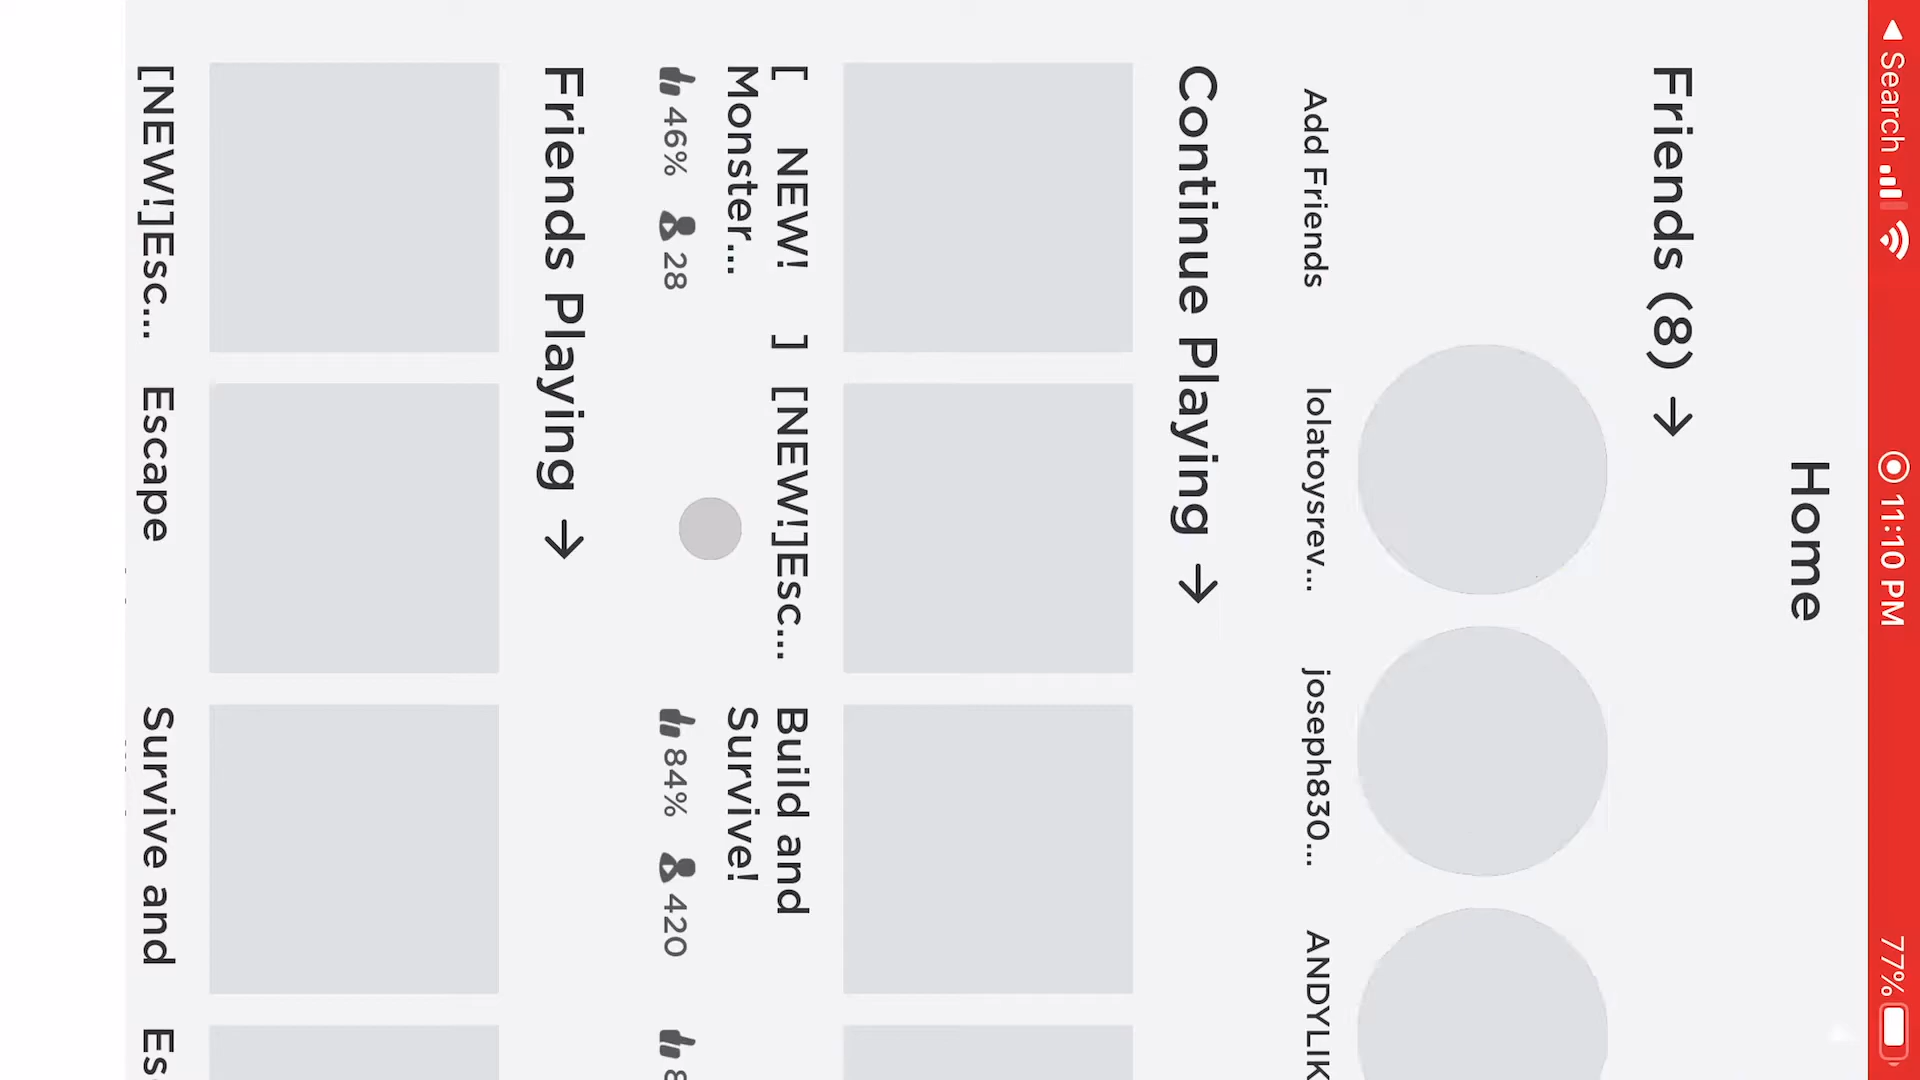 Search 11:10 PM 77%
Home
Friends (8) →
Add Friends lolatoysrev... joseph830... ANDYLIK
Continue Playing →
[ NEW! ] [NEW!]Esc... Build and
Monster... Survive!
46% 28 84% 420 8
Friends Playing →
[NEW!]Esc... Escape Survive and Es